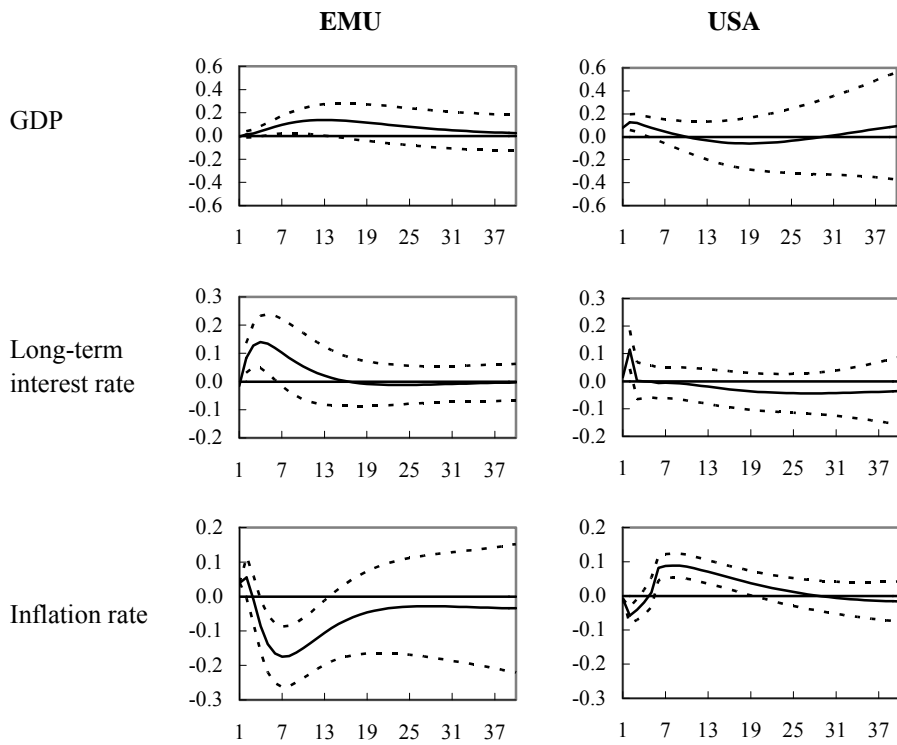 EMU USA
GDP
0.6 0.6
0.4 0.4
0.2 0.2
0.0 0.0
-0.2 -0.2
-0.4 -0.4
-0.6 -0.6
1 7 13 19 25 31 37 1 7 13 19 25 31 37
Long-term
interest rate
0.3 0.3
0.2 0.2
0.1 0.1
0.0 0.0
-0.1 -0.1
-0.2 -0.2
1 7 13 19 25 31 37 1 7 13 19 25 31 37
Inflation rate
0.2 0.2
0.1 0.1
0.0 0.0
-0.1 -0.1
-0.2 -0.2
-0.3 -0.3
1 7 13 19 25 31 37 1 7 13 19 25 31 37